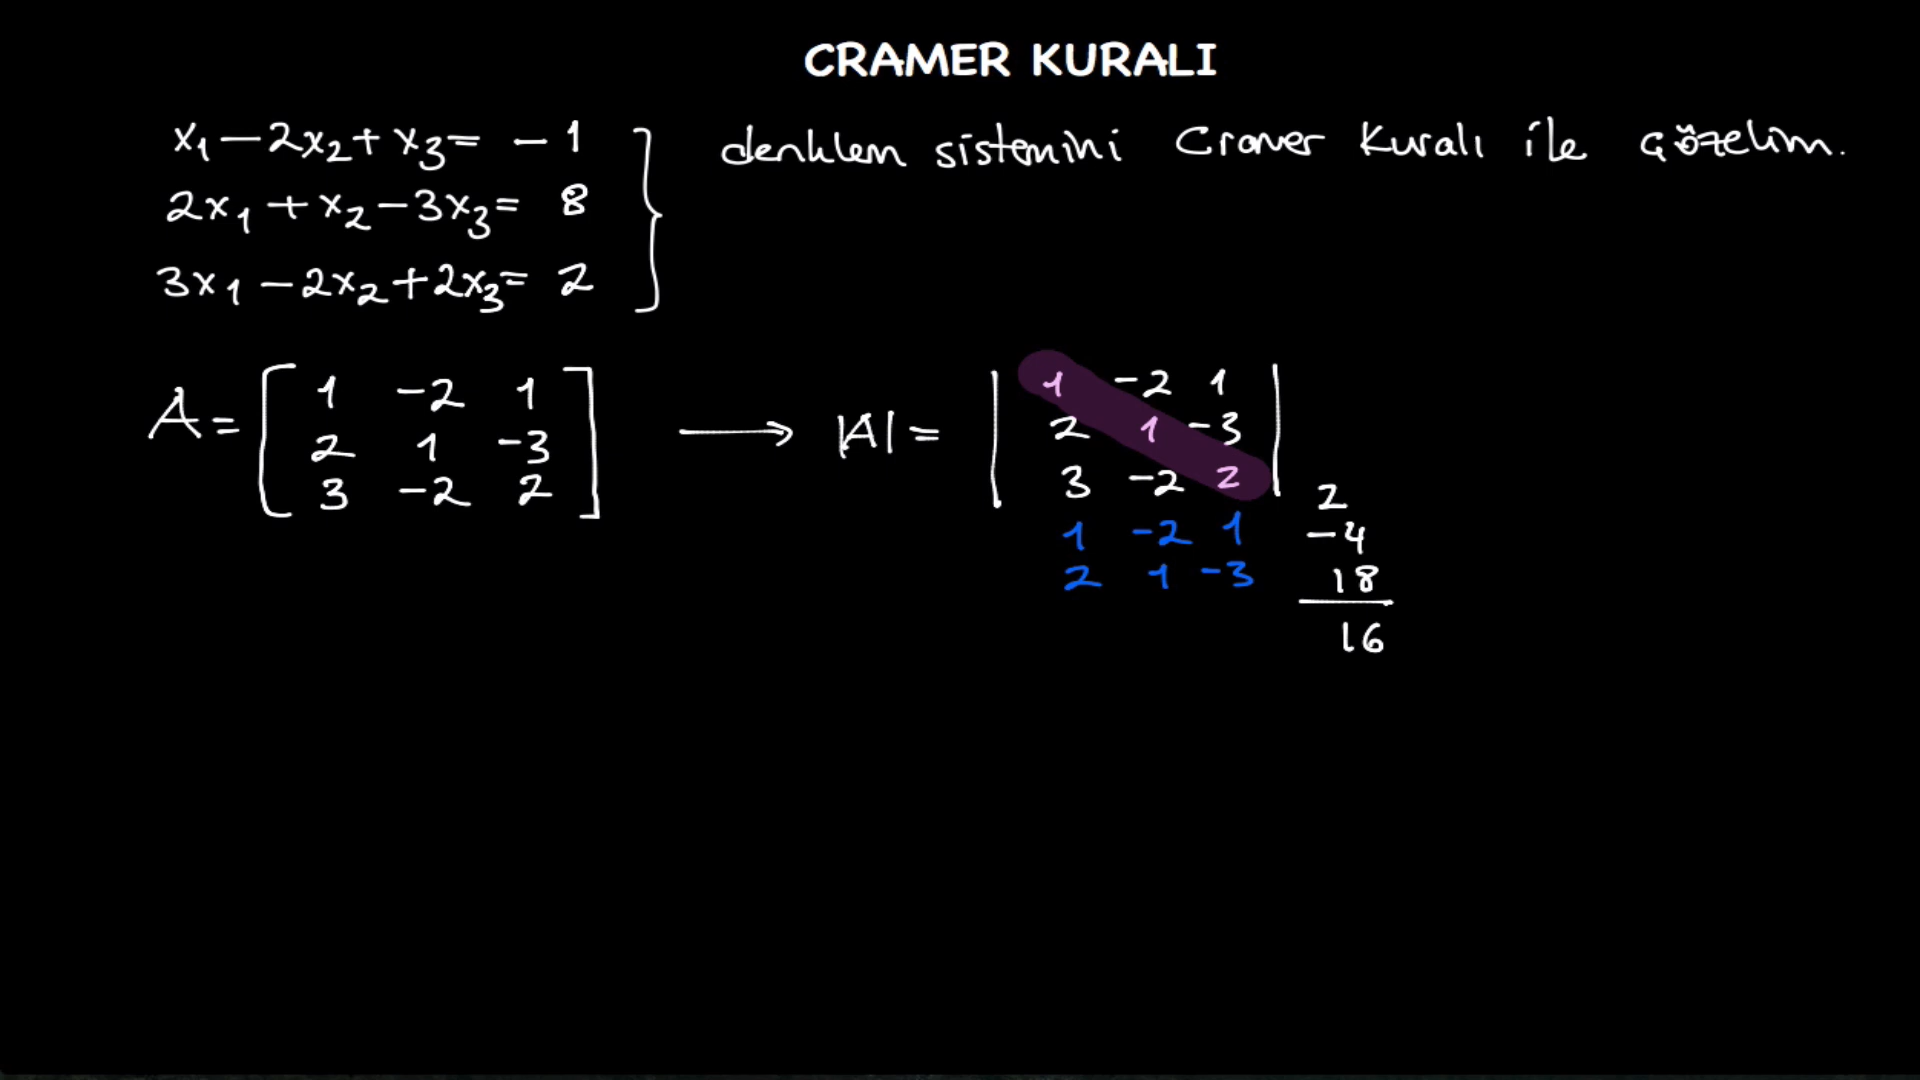 CRAMER KURALI
x₁ - 2x₂ + x₃ = -1
2x₁ + x₂ - 3x₃ = 8
3x₁ - 2x₂ + 2x₃ = 2
denklem sistemini Cramer Kuralı ile çözelim.
A = [ 1 -2 1
2 1 -3
3 -2 2 ]
→ |A| = | 1 -2 1 |
2 1 -3
3 -2 2
1 -2 1
2 1 -3
2
-4
18
16